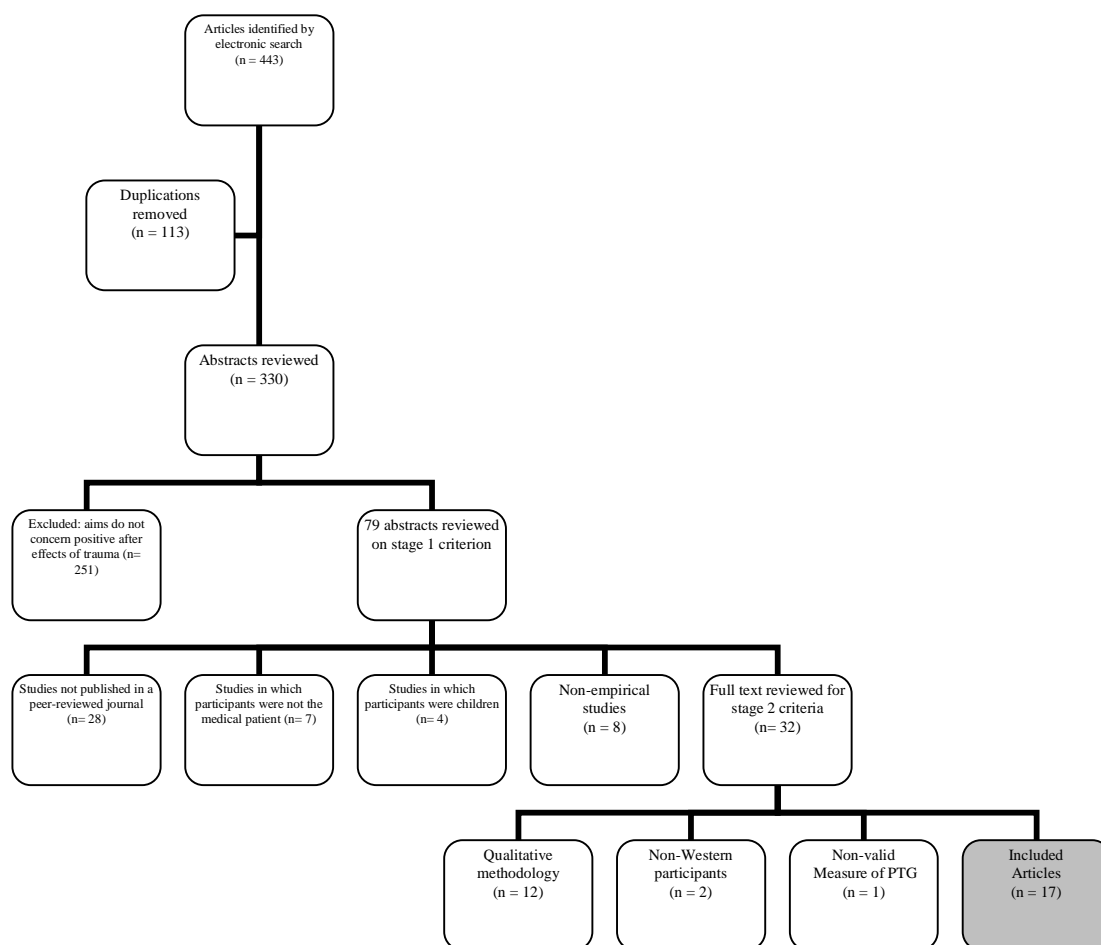 Articles identified by
electronic search
(n = 443)
Duplications
removed
(n = 113)
Abstracts reviewed
(n = 330)
Excluded: aims do not
concern positive after
effects of trauma (n=
251)
79 abstracts reviewed
on stage 1 criterion
Studies not published in a
peer-reviewed journal
(n= 28)
Studies in which
participants were not the
medical patient (n= 7)
Studies in which
participants were children
(n= 4)
Non-empirical
studies
(n = 8)
Full text reviewed for
stage 2 criteria
(n= 32)
Qualitative
methodology
(n = 12)
Non-Western
participants
(n = 2)
Non-valid
Measure of PTG
(n = 1)
Included
Articles
(n = 17)